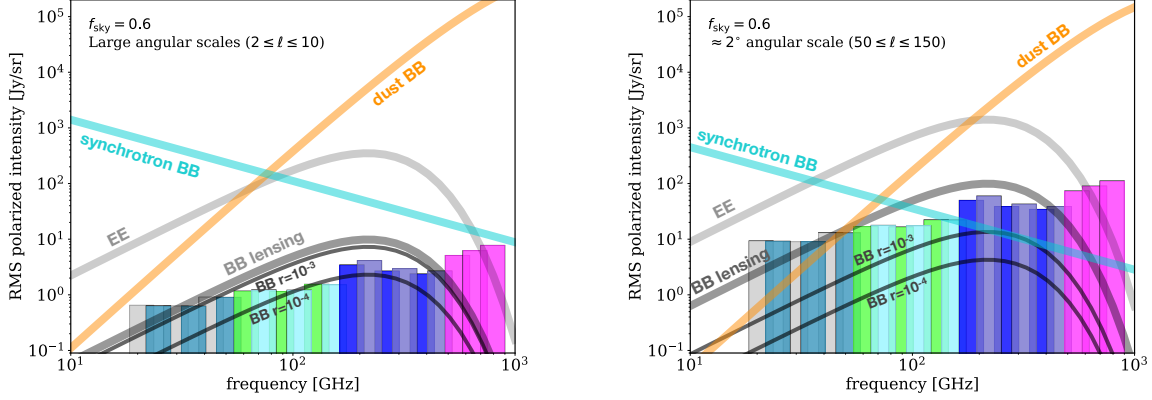 10⁵
10⁴
10³
10²
10¹
10⁰
10⁻¹
RMS polarized intensity [Jy/sr]
f_sky = 0.6
Large angular scales (2 ≤ ℓ ≤ 10)
dust BB
synchrotron BB
EE
BB lensing
BB r=10⁻³
BB r=10⁻⁴
10¹
10²
10³
frequency [GHz]
10⁵
10⁴
10³
10²
10¹
10⁰
10⁻¹
RMS polarized intensity [Jy/sr]
f_sky = 0.6
≈ 2° angular scale (50 ≤ ℓ ≤ 150)
dust BB
synchrotron BB
EE
BB lensing
BB r=10⁻³
BB r=10⁻⁴
10¹
10²
10³
frequency [GHz]